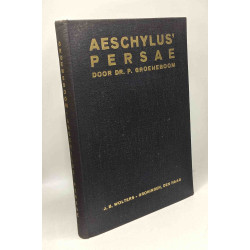 AESCHYLUS'
PERSAE
DOOR DR. P. GROENEBOOM
J. B. WOLTERS - GRONINGEN, DEN HAAG